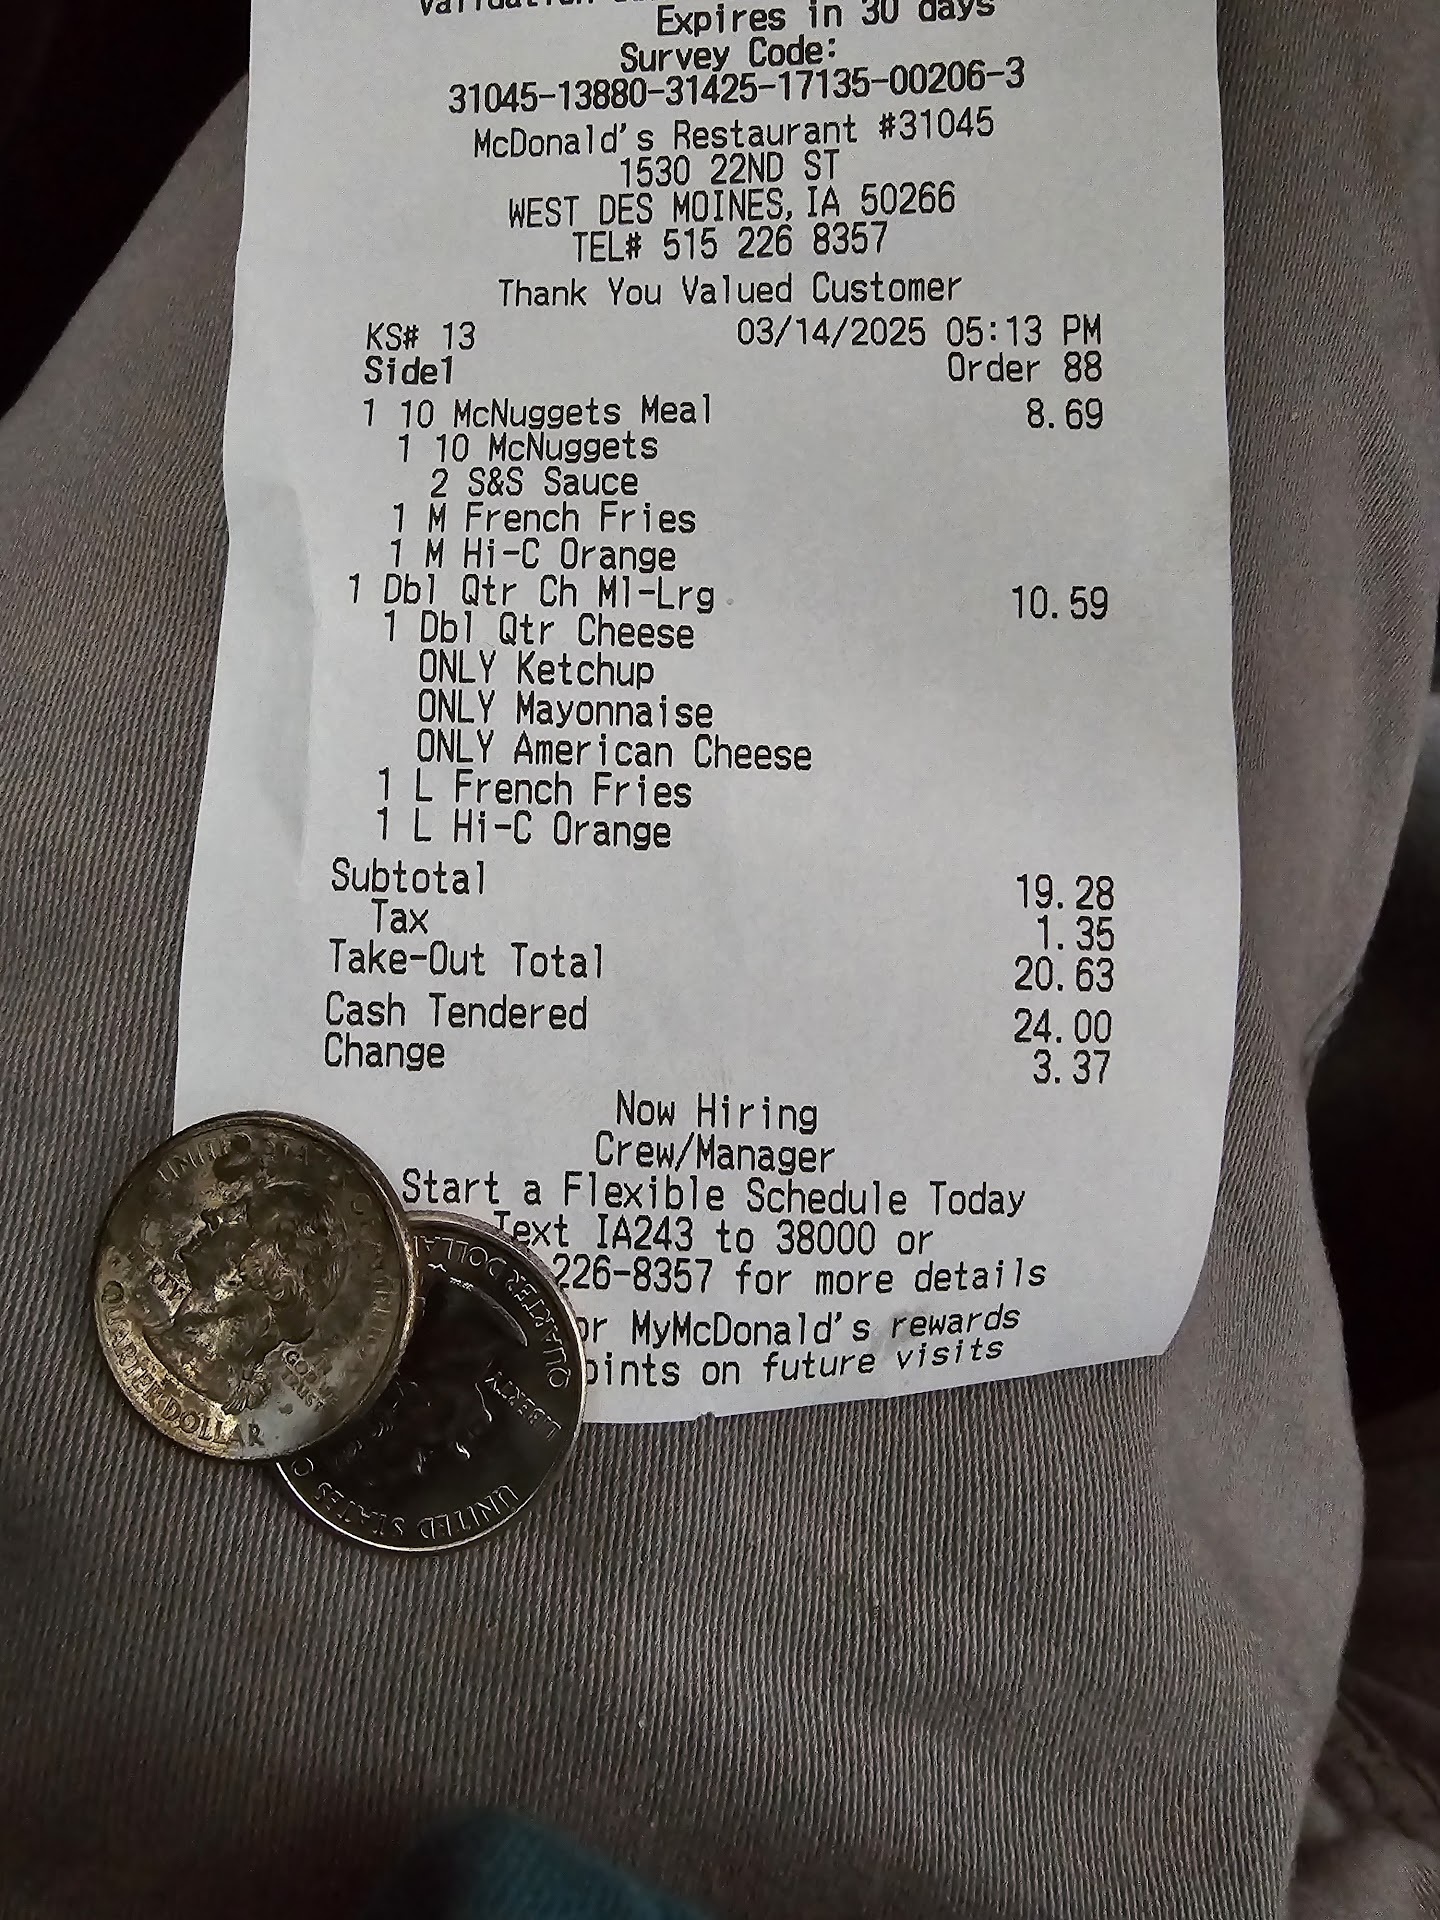 Expires in 30 days
Survey Code:
31045-13880-31425-17135-00206-3
McDonald's Restaurant #31045
1530 22ND ST
WEST DES MOINES, IA 50266
TEL# 515 226 8357
Thank You Valued Customer
KS# 13 03/14/2025 05:13 PM
Side1 Order 88
1 10 McNuggets Meal 8.69
1 10 McNuggets
2 S&S Sauce
1 M French Fries
1 M Hi-C Orange
1 Dbl Qtr Ch Ml-Lrg 10.59
1 Dbl Qtr Cheese
ONLY Ketchup
ONLY Mayonnaise
ONLY American Cheese
1 L French Fries
1 L Hi-C Orange
Subtotal 19.28
Tax 1.35
Take-Out Total 20.63
Cash Tendered 24.00
Change 3.37
Now Hiring
Crew/Manager
Start a Flexible Schedule Today
Text IA243 to 38000 or
226-8357 for more details
MyMcDonald's rewards
on future visits
QUARTER DOLLAR
QUARTER DOLLAR
LIBERTY
UNITED STATES